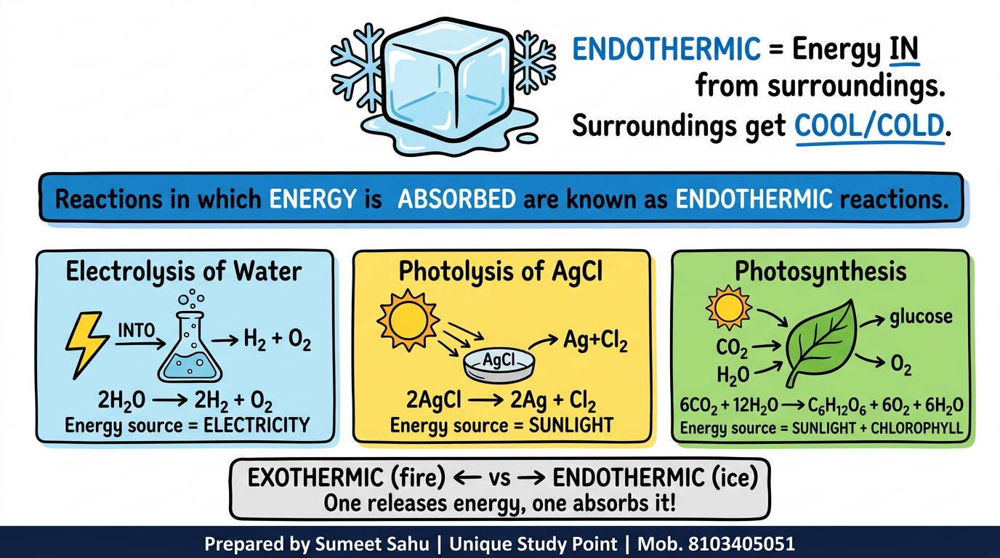 ENDOTHERMIC = Energy IN
from surroundings.
Surroundings get COOL/COLD.
Reactions in which ENERGY is ABSORBED are known as ENDOTHERMIC reactions.
Electrolysis of Water
INTO
H₂ + O₂
2H₂O → 2H₂ + O₂
Energy source = ELECTRICITY
Photolysis of AgCl
AgCl
Ag+Cl₂
2AgCl → 2Ag + Cl₂
Energy source = SUNLIGHT
Photosynthesis
CO₂
H₂O
glucose
O₂
6CO₂ + 12H₂O → C₆H₁₂O₆ + 6O₂ + 6H₂O
Energy source = SUNLIGHT + CHLOROPHYLL
EXOTHERMIC (fire) ← vs → ENDOTHERMIC (ice)
One releases energy, one absorbs it!
Prepared by Sumeet Sahu | Unique Study Point | Mob. 8103405051